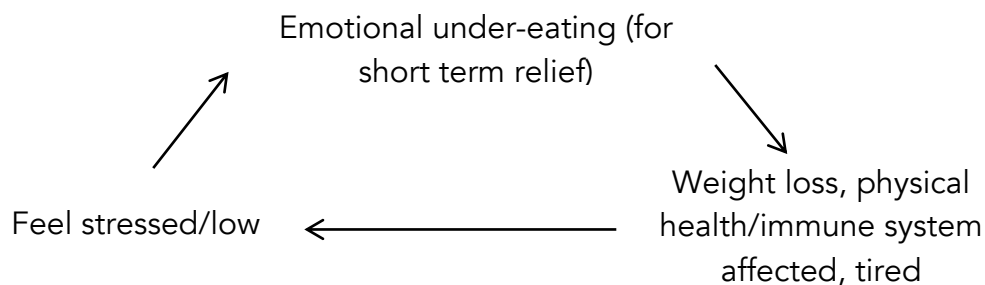 Emotional under-eating (for
short term relief)
Feel stressed/low
Weight loss, physical
health/immune system
affected, tired